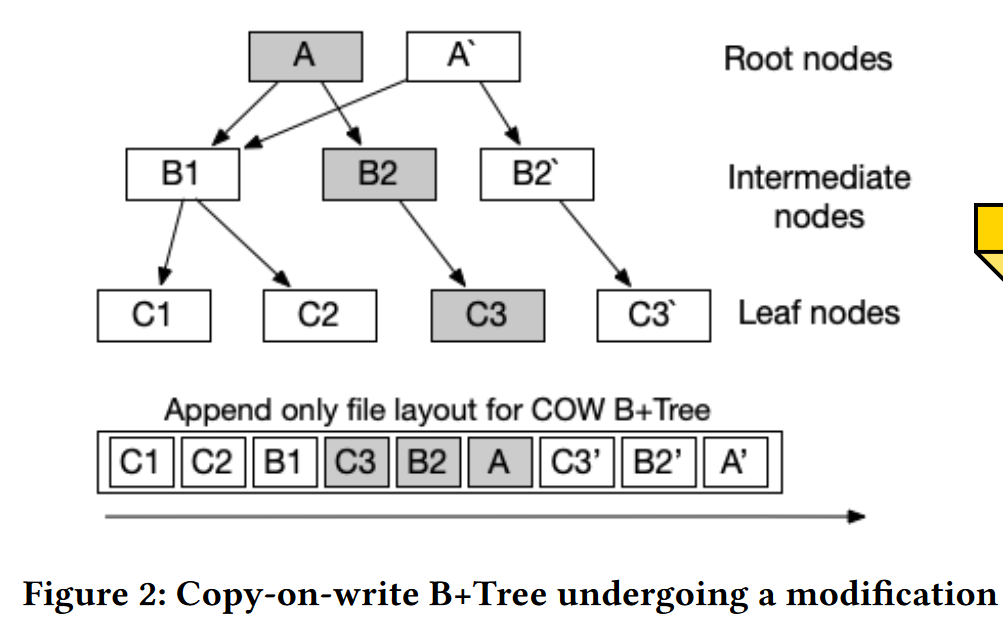 A A` Root nodes
B1 B2 B2` Intermediate
nodes
C1 C2 C3 C3` Leaf nodes
Append only file layout for COW B+Tree
C1 C2 B1 C3 B2 A C3’ B2’ A’
Figure 2: Copy-on-write B+Tree undergoing a modification